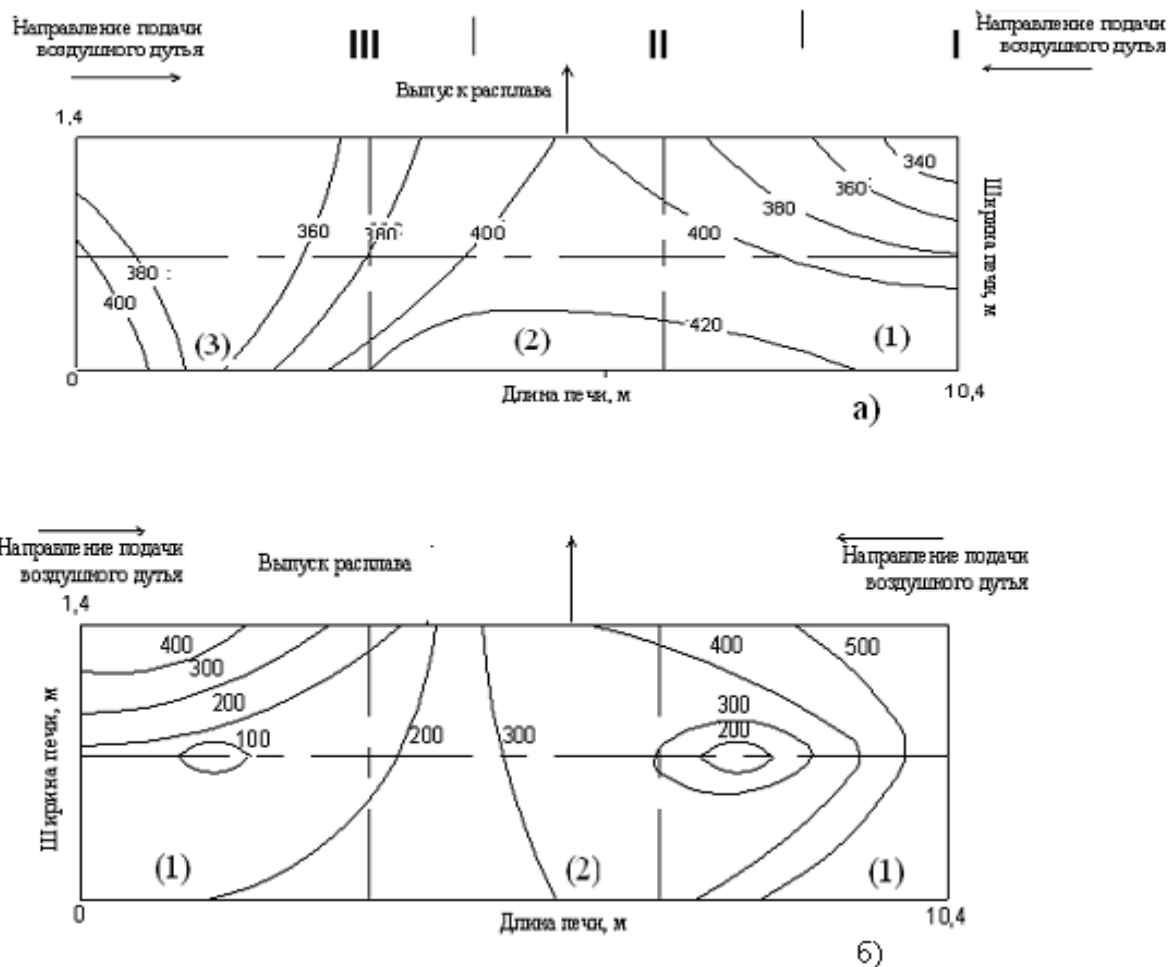 Направление подачи
воздушного дутья
III
II
I
Направление подачи
воздушного дутья
Выпуск расплава
1,4
340
360
380
400
360
380
400
380
400
420
Ширина печи, м
(3)
(2)
(1)
0
Длина печи, м
10,4
а)
Направление подачи
воздушного дутья
Выпуск расплава
Направление подачи
воздушного дутья
1,4
400
300
200
100
200
300
400
500
300
200
Ширина печи, м
(1)
(2)
(1)
0
Длина печи, м
10,4
б)